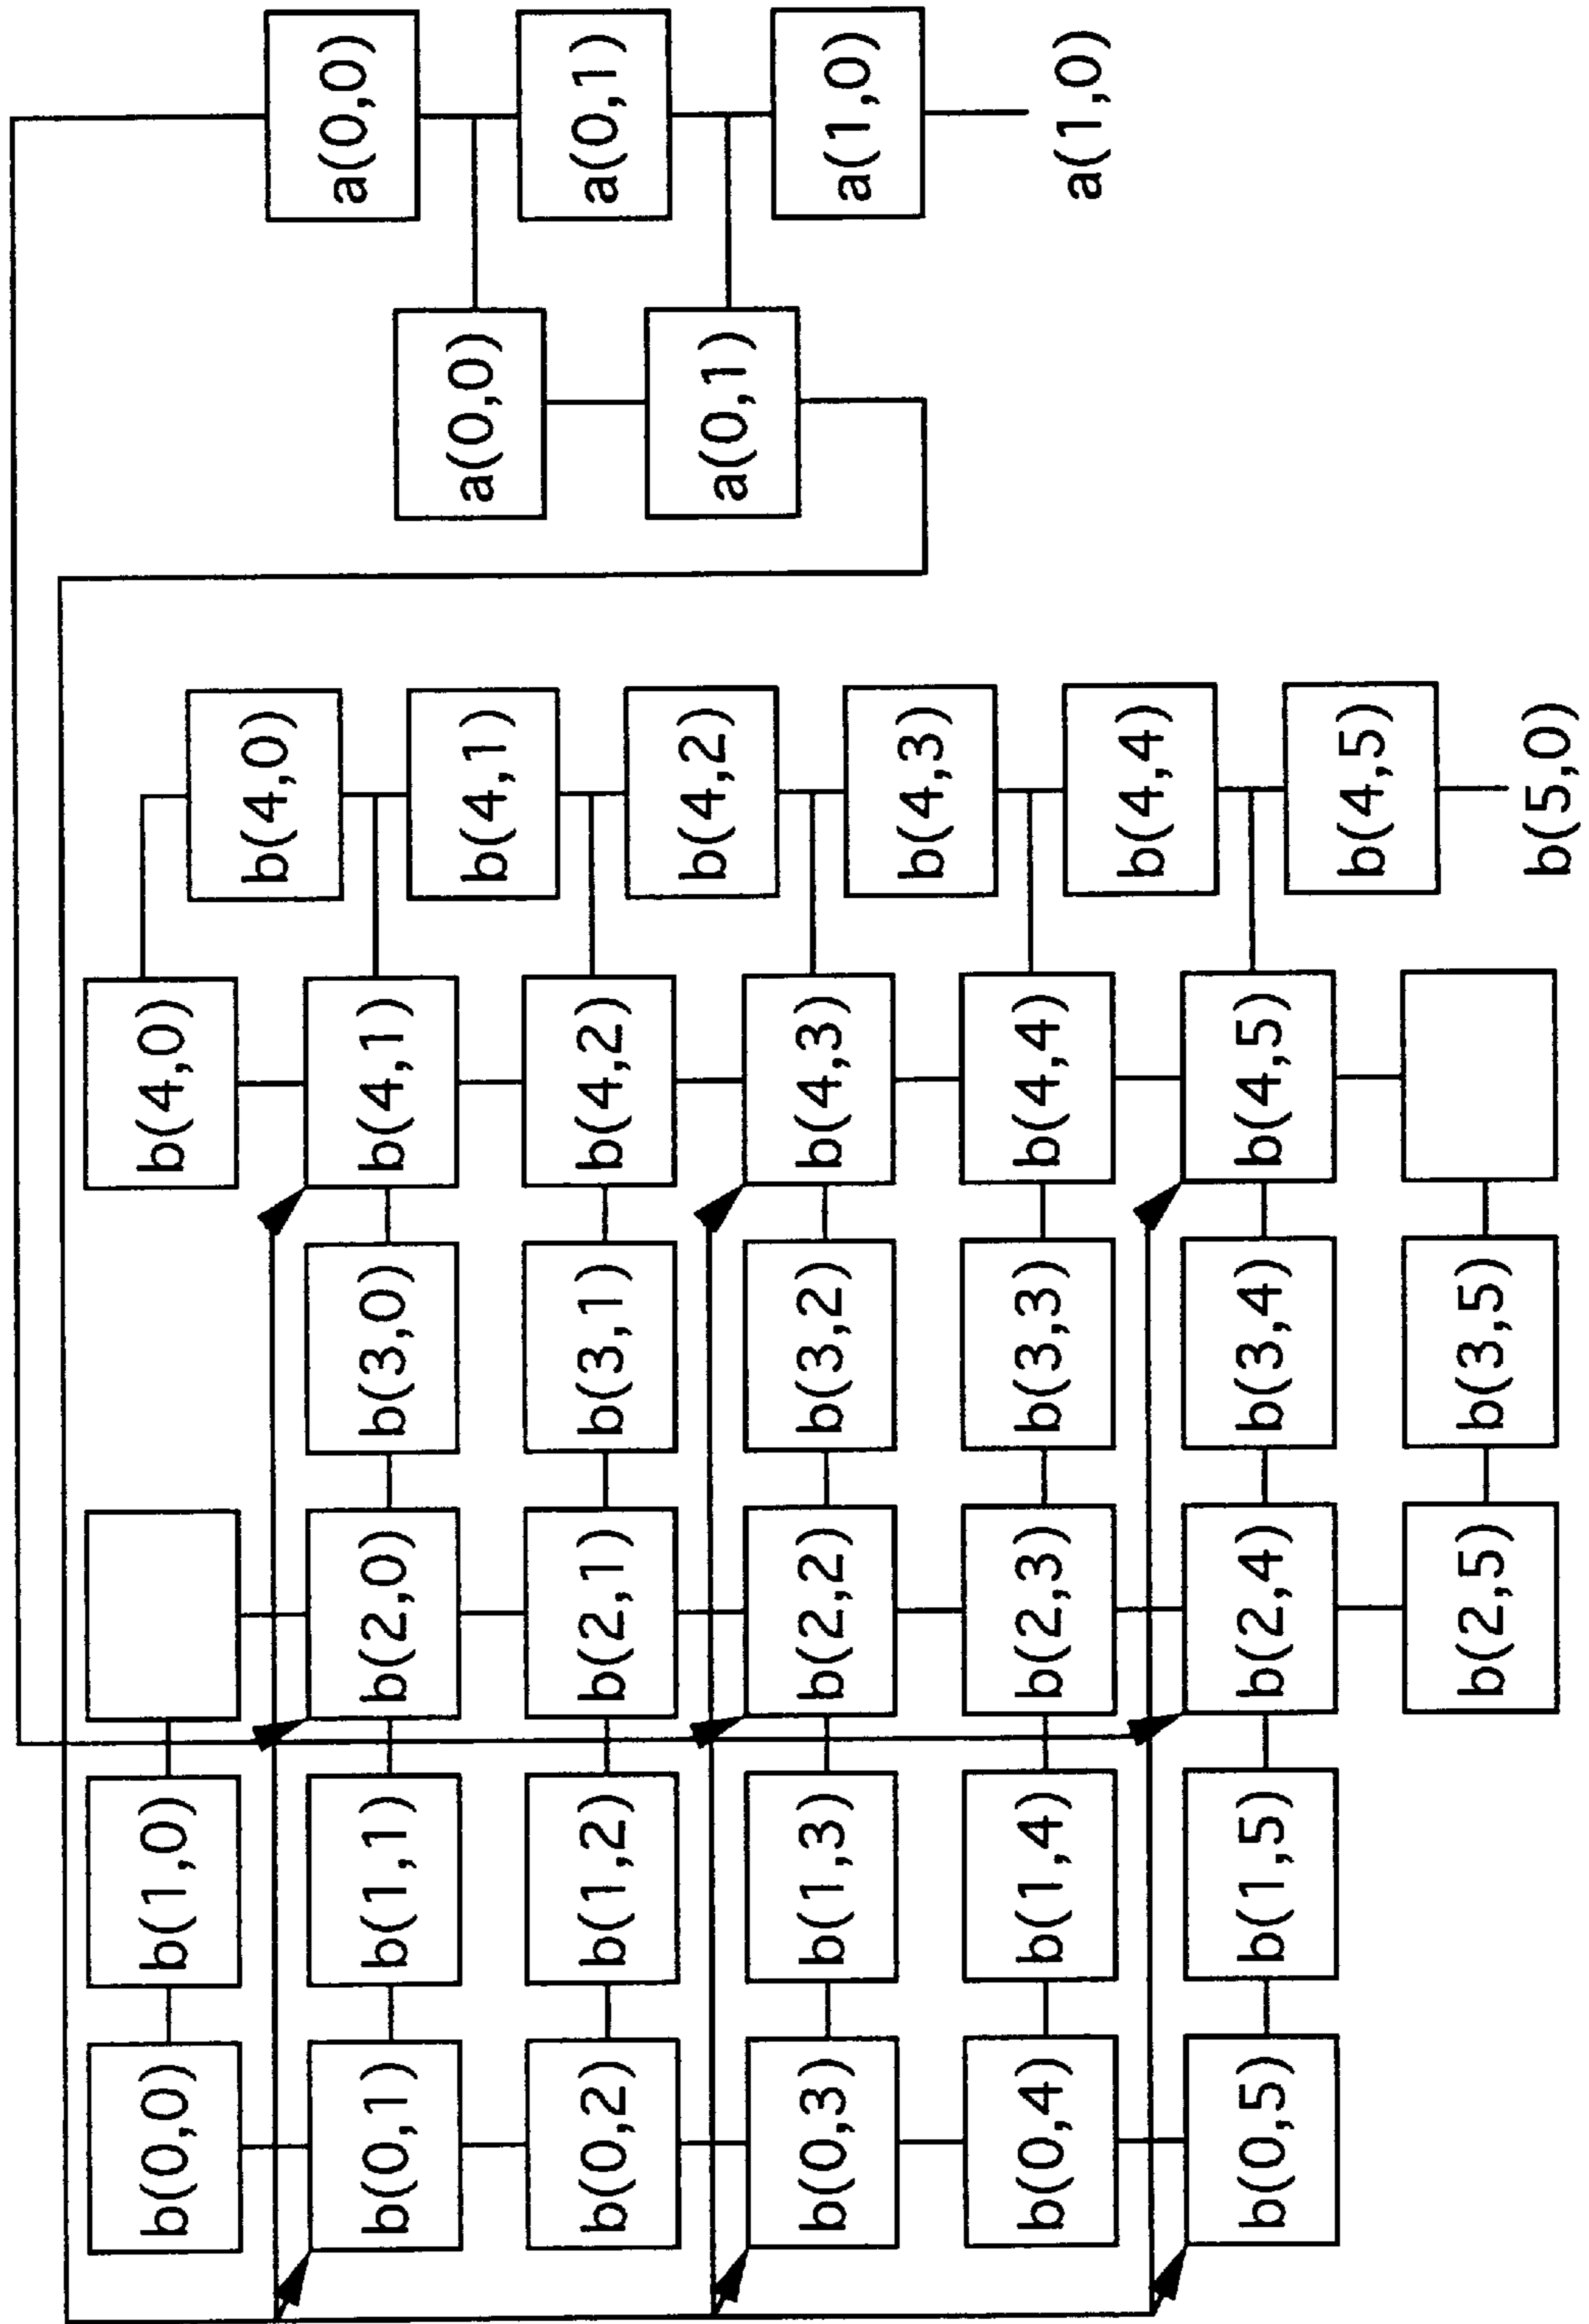 b(0,0)
b(1,0)
b(4,0)
b(4,0)
a(0,0)
b(0,1)
b(1,1)
b(2,0)
b(3,0)
b(4,1)
b(4,1)
a(0,0)
b(0,2)
b(1,2)
b(2,1)
b(3,1)
b(4,2)
a(0,1)
b(4,2)
a(0,1)
b(0,3)
b(1,3)
b(2,2)
b(3,2)
b(4,3)
a(1,0)
b(4,3)
b(0,4)
b(1,4)
b(2,3)
b(3,3)
b(4,4)
a(1,0)
b(4,4)
b(0,5)
b(1,5)
b(2,4)
b(3,4)
b(4,5)
b(4,5)
b(2,5)
b(3,5)
b(5,0)